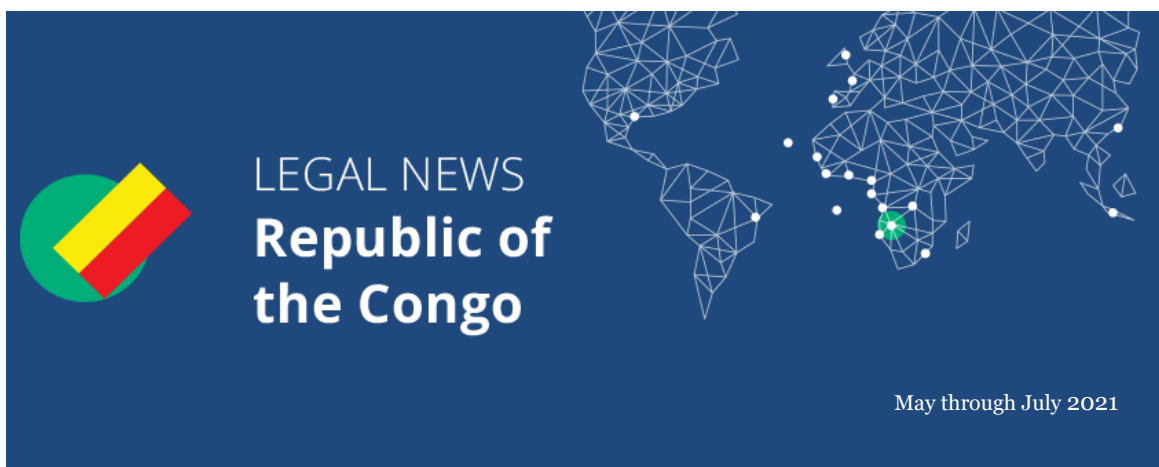 LEGAL NEWS
Republic of
the Congo
May through July 2021